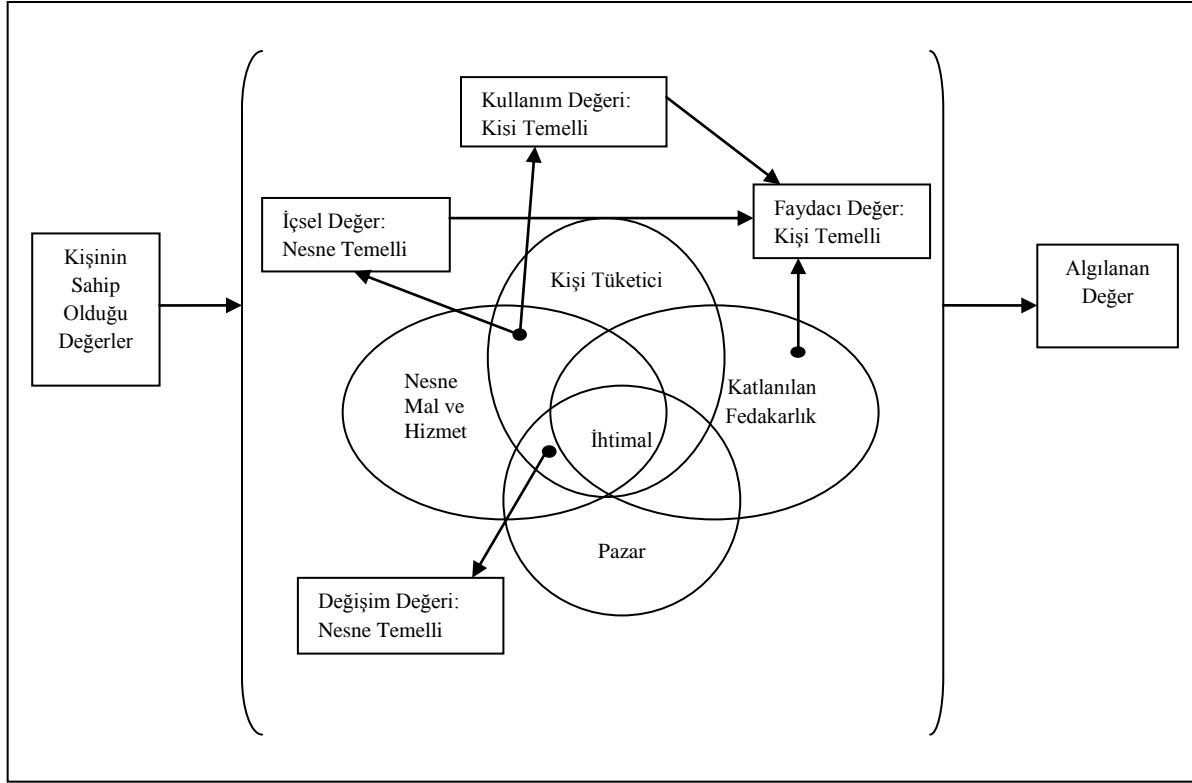 Kullanım Değeri:
Kisi Temelli
İçsel Değer:
Nesne Temelli
Faydacı Değer:
Kişi Temelli
Kişinin
Sahip
Olduğu
Değerler
Kişi Tüketici
Algılanan
Değer
Nesne
Mal ve
Hizmet
Katlanılan
Fedakarlık
İhtimal
Pazar
Değişim Değeri:
Nesne Temelli